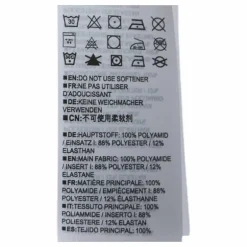 ■EN:DO NOT USE SOFTENER
■FR:NE PAS UTILISER
D'ADOUCISSANT
■DE:KEINE WEICHMACHER
VERWENDEN
■CN:不可使用柔软剂
■DE:HAUPTSTOFF: 100% POLYAMID
/ EINSATZ I: 88% POLYESTER / 12%
ELASTHAN
■EN:MAIN FABRIC: 100% POLYAMIDE
/ INSERT I: 88% POLYESTER / 12%
ELASTANE
■FR:MATIÈRE PRINCIPALE: 100%
POLYAMIDE / EMPIÈCEMENT I: 88%
POLYESTER / 12% ÉLASTHANNE
■IT:TESSUTO PRINCIPALE: 100%
POLIAMMIDE / INSERTO I: 88%
POLIESTERE / 12% ELASTAN
■ES:TEJIDO PRINCIPAL: 100%